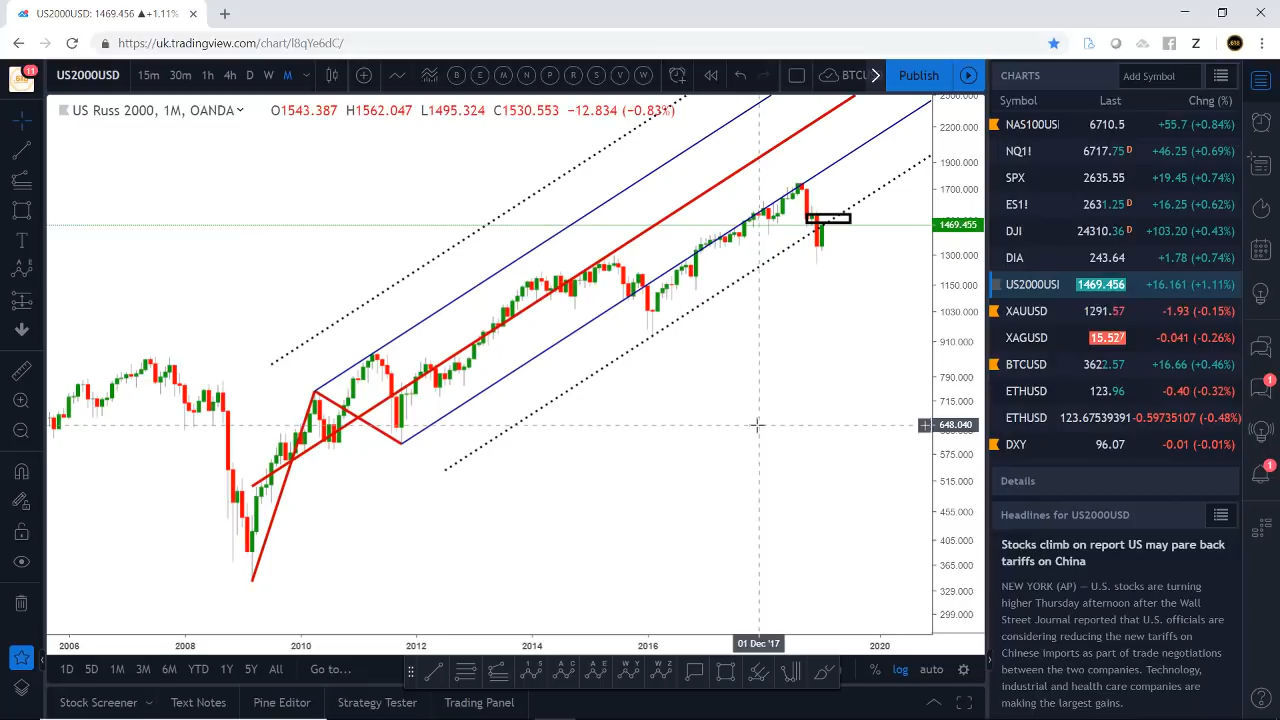 US2000USD: 1469.456 ▲+1.11%
https://uk.tradingview.com/chart/l8qYe6dC/
11
US2000USD 15m 30m 1h 4h D W M B E M N P R S V W BTCU Publish
US Russ 2000, 1M, OANDA O1543.387 H1562.047 L1495.324 C1530.553 −12.834 (−0.83%)
2200.000
1900.000
1700.000
1469.455
1300.000
1150.000
1030.000
910.000
790.000
715.000
648.040
575.000
515.000
455.000
405.000
365.000
329.000
299.000
2006 2008 2010 2012 2014 2016 01 Dec '17 2020
1D 5D 1M 3M 6M YTD 1Y 5Y All Go to... % log auto
Stock Screener Text Notes Pine Editor Strategy Tester Trading Panel
CHARTS Add Symbol
Symbol Last Chng (%)
NAS100USI 6710.5 +55.7 (+0.84%)
NQ1! 6717.75 D +46.25 (+0.69%)
SPX 2635.55 +19.45 (+0.74%)
ES1! 2631.25 D +16.25 (+0.62%)
DJI 24310.36 D +103.20 (+0.43%)
DIA 243.64 +1.78 (+0.74%)
US2000USI 1469.456 +16.161 (+1.11%)
XAUUSD 1291.57 −1.93 (−0.15%)
XAGUSD 15.527 −0.041 (−0.26%)
BTCUSD 3622.57 +16.66 (+0.46%)
ETHUSD 123.96 −0.40 (−0.32%)
ETHUSD 123.67539391 −0.59735107 (−0.48%)
DXY 96.07 −0.01 (−0.01%)
Details
Headlines for US2000USD
Stocks climb on report US may pare back
tariffs on China
NEW YORK (AP) — U.S. stocks are turning
higher Thursday afternoon after the Wall
Street Journal reported that U.S. officials are
considering reducing the new tariffs on
Chinese imports as part of trade negotiations
between the two companies. Technology,
industrial and health care companies are
making the largest gains.
1
1